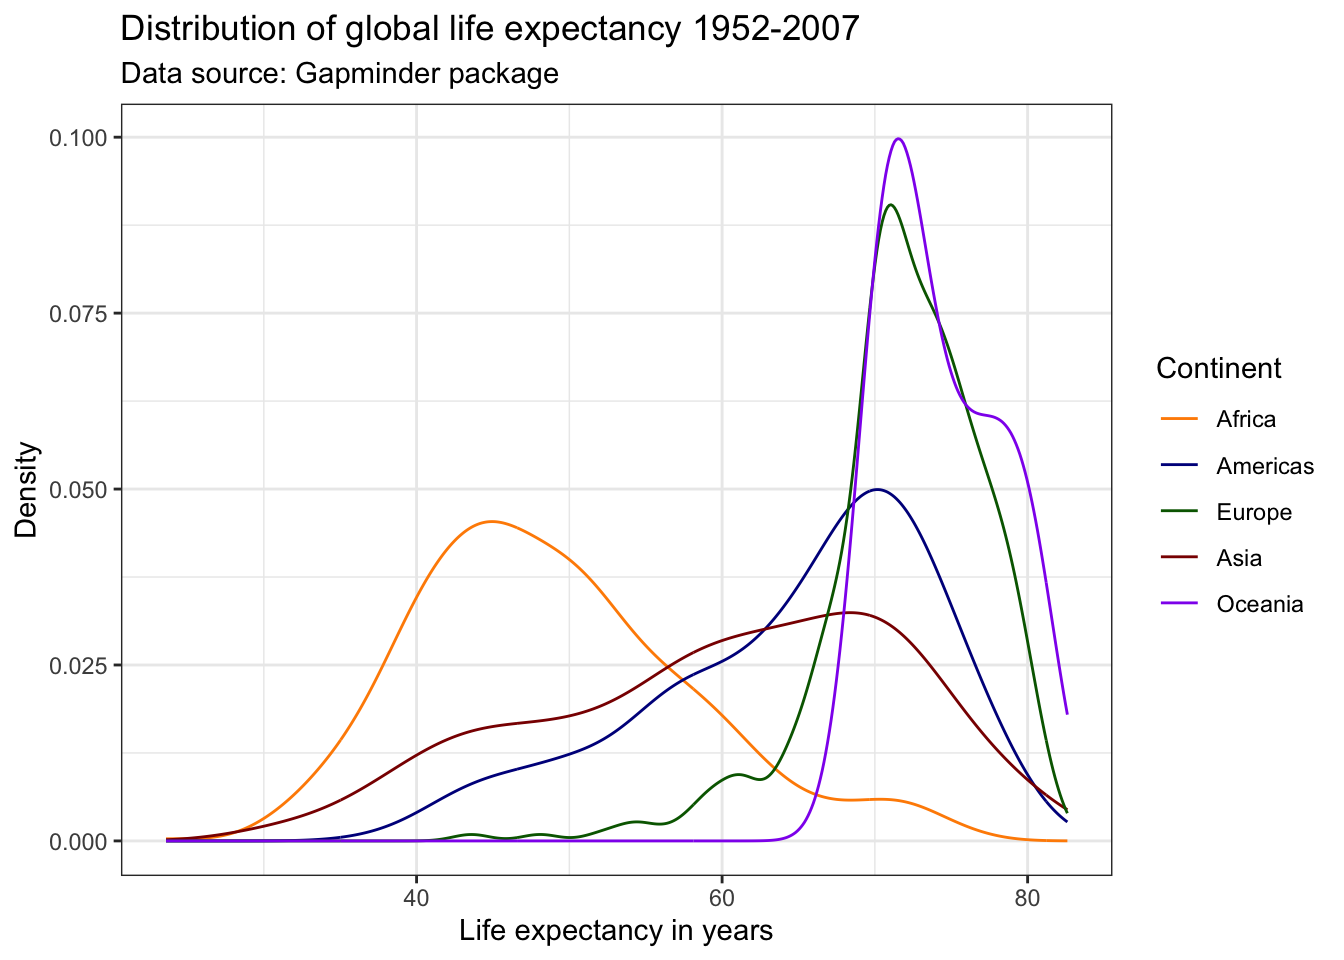 Distribution of global life expectancy 1952-2007
Data source: Gapminder package
0.100
0.075
0.050
0.025
0.000
Density
40 60 80
Life expectancy in years
Continent
Africa
Americas
Europe
Asia
Oceania